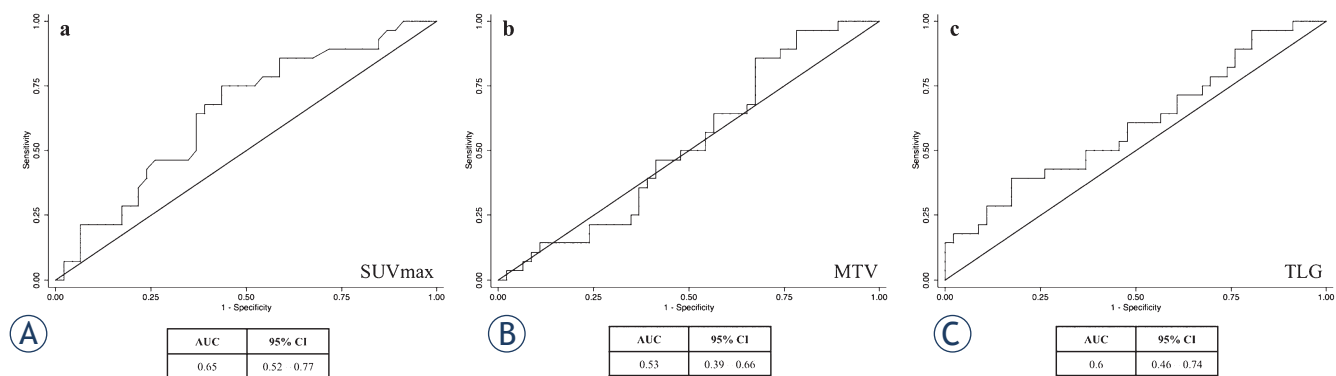 a
1.00
0.75
0.50
0.25
0.00
Sensitivity
SUVmax
0.00 0.25 0.50 0.75 1.00
1 - Specificity
A
AUC 95% CI
0.65 0.52 0.77
b
1.00
0.75
0.50
0.25
0.00
Sensitivity
MTV
0.00 0.25 0.50 0.75 1.00
1 - Specificity
B
AUC 95% CI
0.53 0.39 0.66
c
1.00
0.75
0.50
0.25
0.00
Sensitivity
TLG
0.00 0.25 0.50 0.75 1.00
1 - Specificity
C
AUC 95% CI
0.6 0.46 0.74